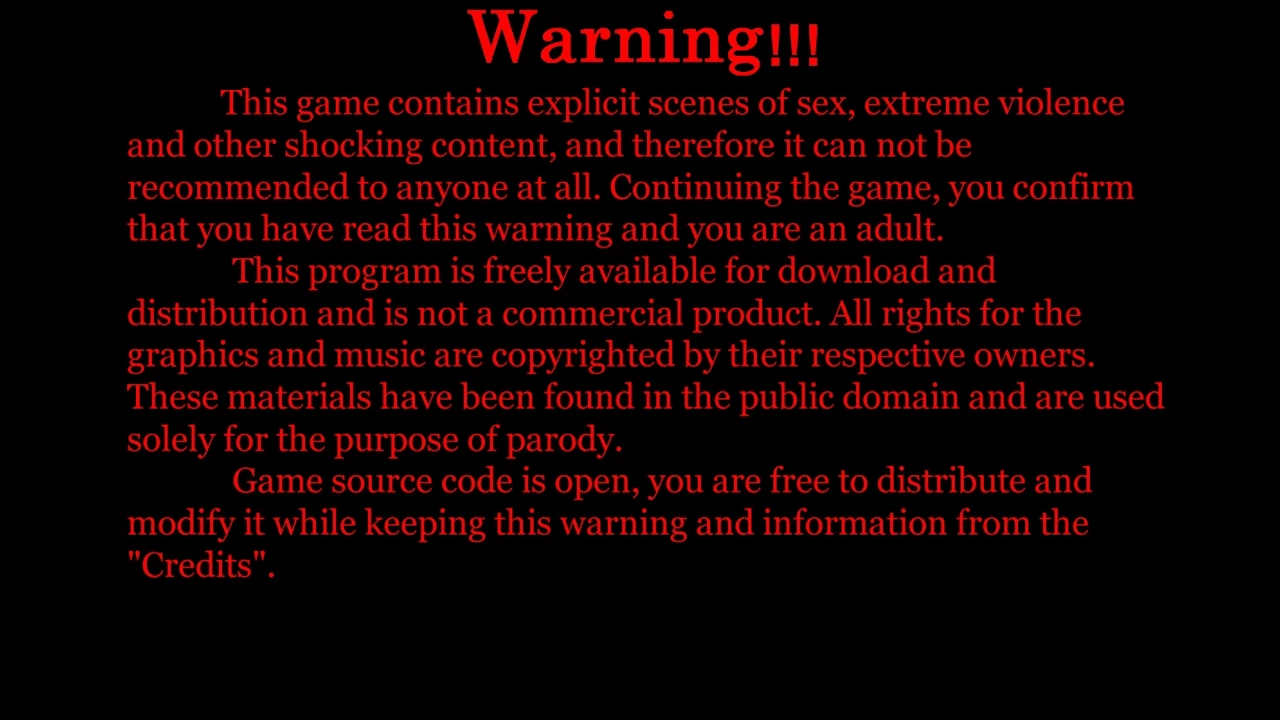 Warning!!!
This game contains explicit scenes of sex, extreme violence
and other shocking content, and therefore it can not be
recommended to anyone at all. Continuing the game, you confirm
that you have read this warning and you are an adult.
This program is freely available for download and
distribution and is not a commercial product. All rights for the
graphics and music are copyrighted by their respective owners.
These materials have been found in the public domain and are used
solely for the purpose of parody.
Game source code is open, you are free to distribute and
modify it while keeping this warning and information from the
"Credits".